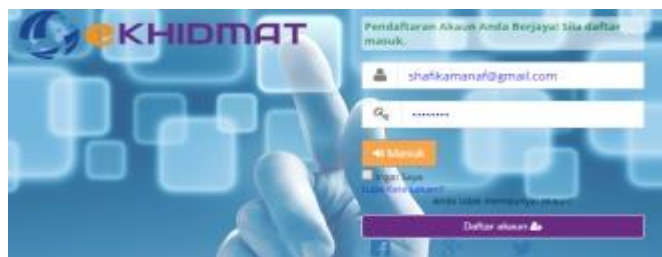 eKHIDMAT
Pendaftaran Akaun Anda Berjaya! Sila daftar
masuk.
shafikamanaf@gmail.com
••••••••
Masuk
Ingat Saya
Lupa Kata Laluan?
Anda tidak mempunyai akaun?
Daftar akaun